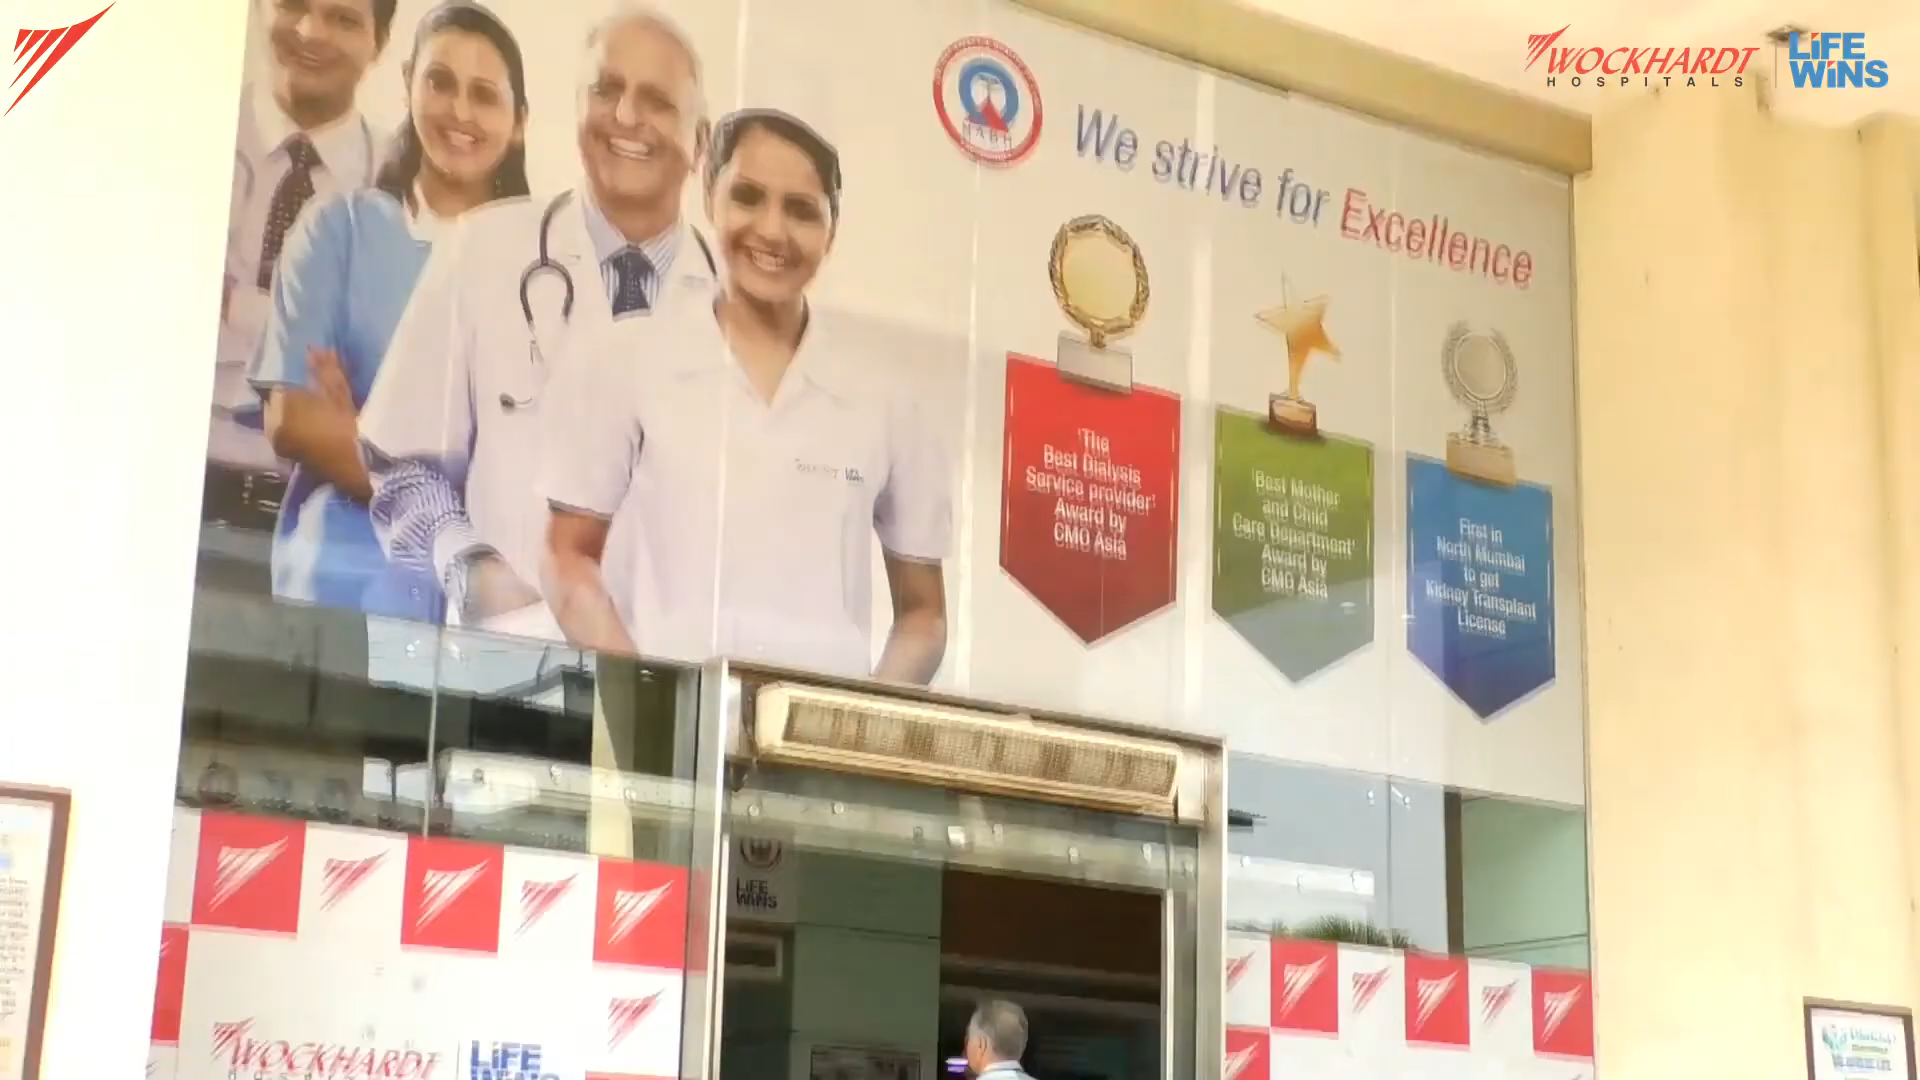 WOCKHARDT
HOSPITALS
LiFE
WiNS
NABH
We strive for Excellence
'The
Best Dialysis
Service provider'
Award by
CMO Asia
'Best Mother
and Child
Care Department'
Award by
CMO Asia
First in
North Mumbai
to get
Kidney Transplant
License
LiFE
WiNS
WOCKHARDT
LiFE
WiNS